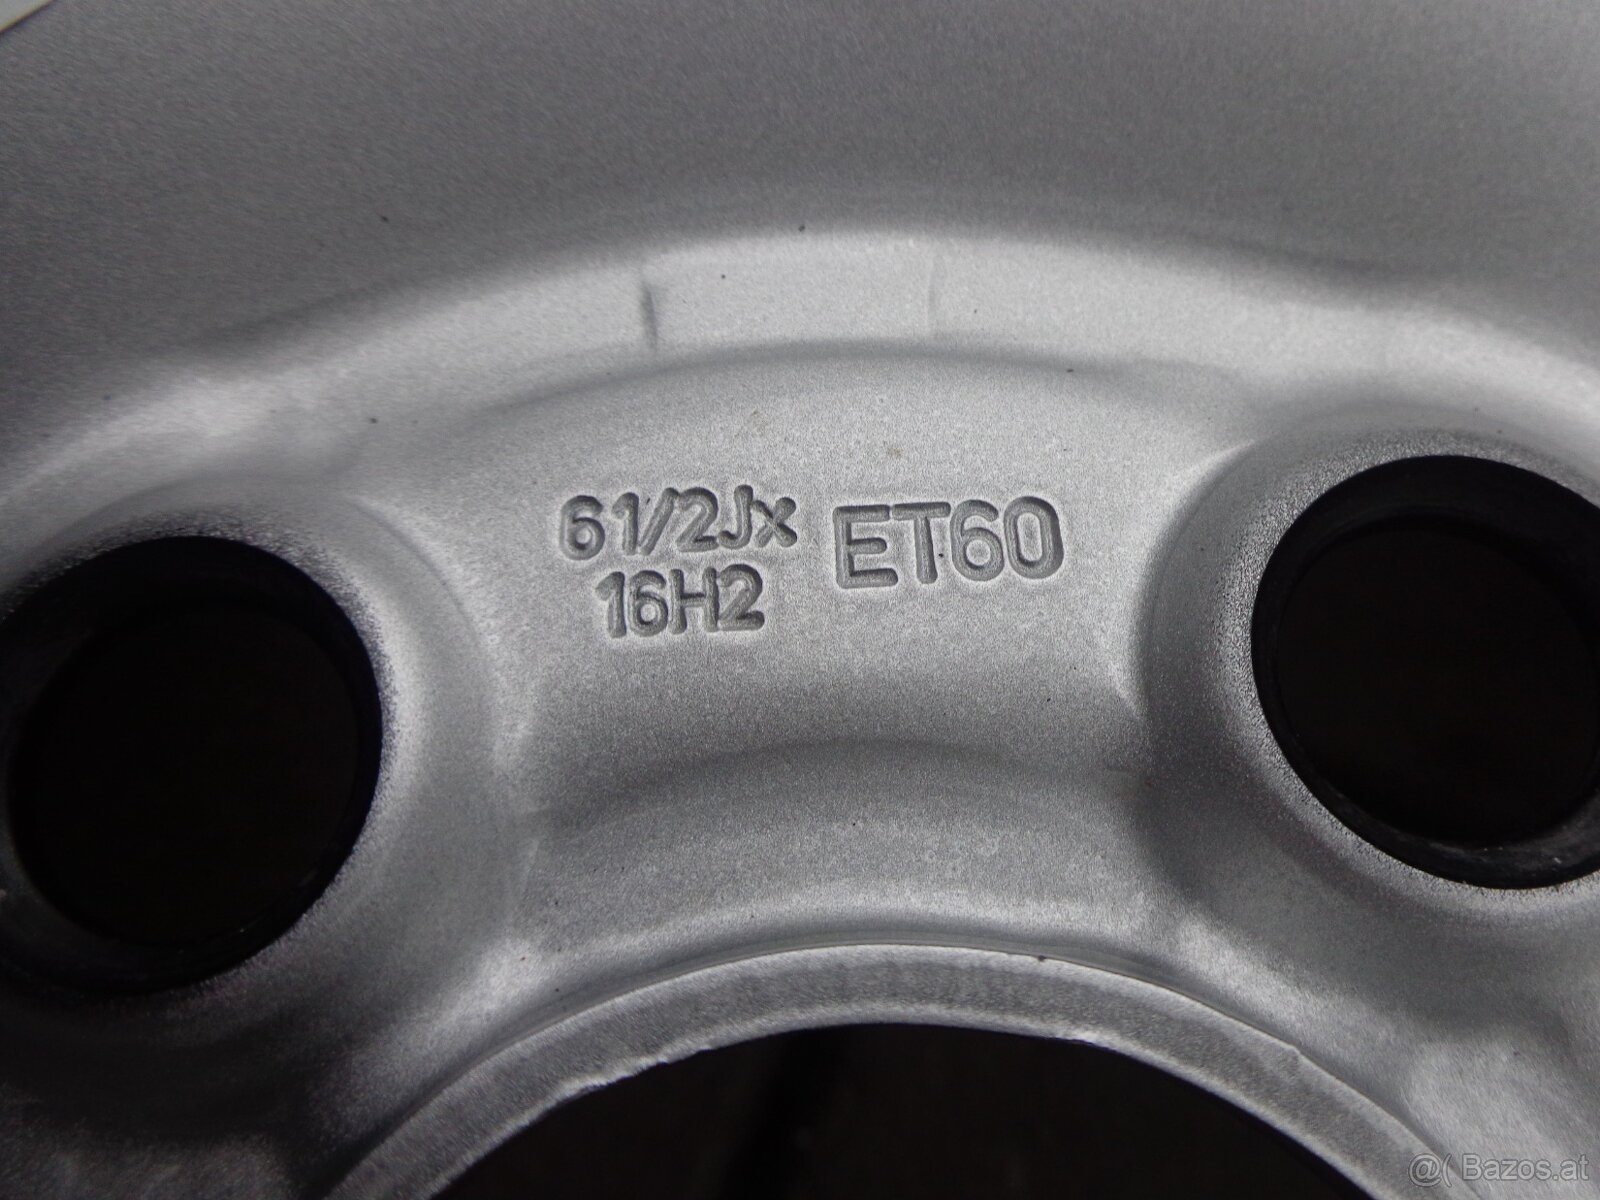 61/2Jx
16H2
ET60
@( Bazos.at